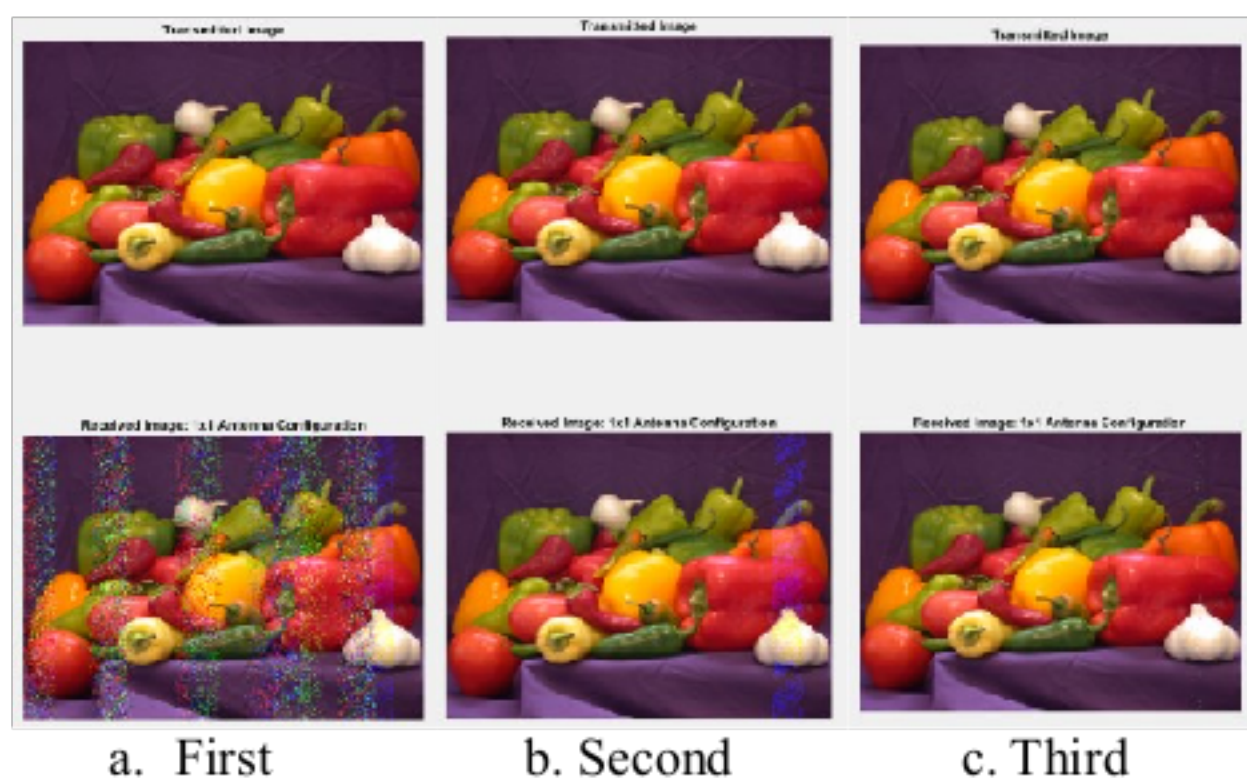 Transmitted Image
Transmitted Image
Transmitted Image
Received Image: 1x1 Antenna Configuration
Received Image: 1x1 Antenna Configuration
Received Image: 1x1 Antenna Configuration
a. First
b. Second
c. Third